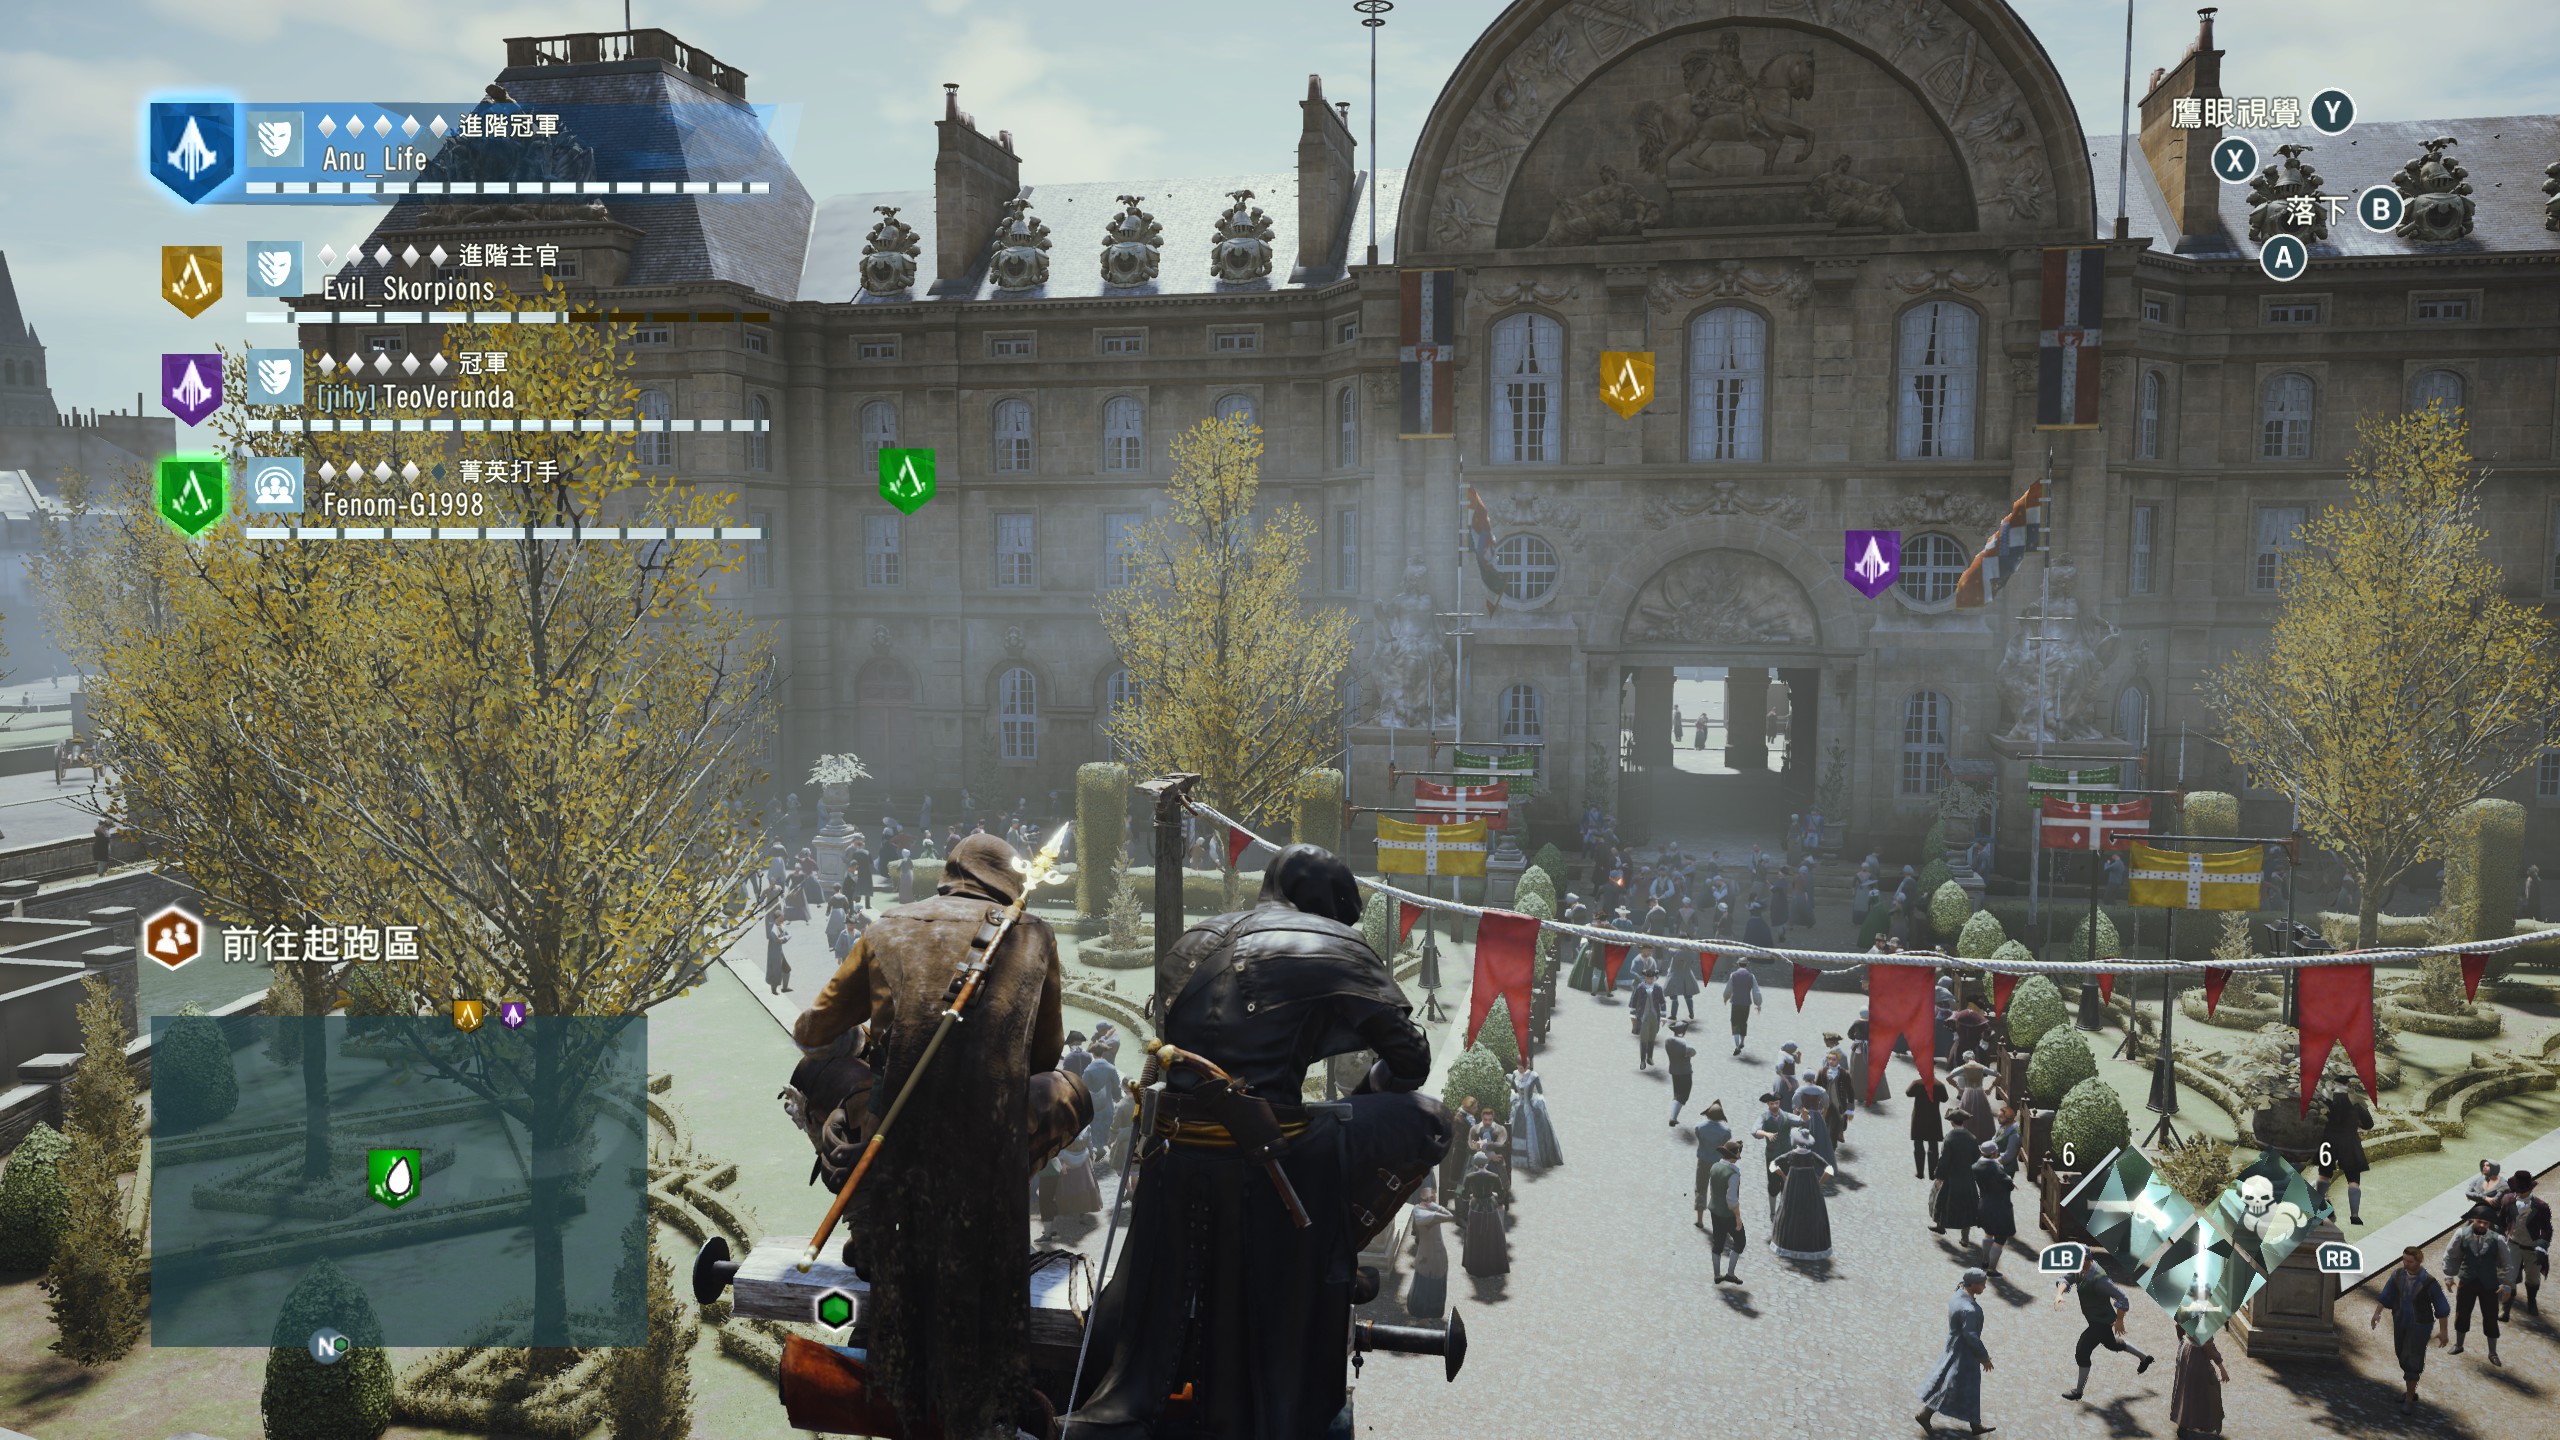 進階冠軍
Anu_Life
進階主官
Evil_Skorpions
冠軍
[jihy] TeoVerunda
菁英打手
Fenom-G1998
鷹眼視覺 Y
X
落下 B
A
前往起跑區
N
6
6
LB
RB